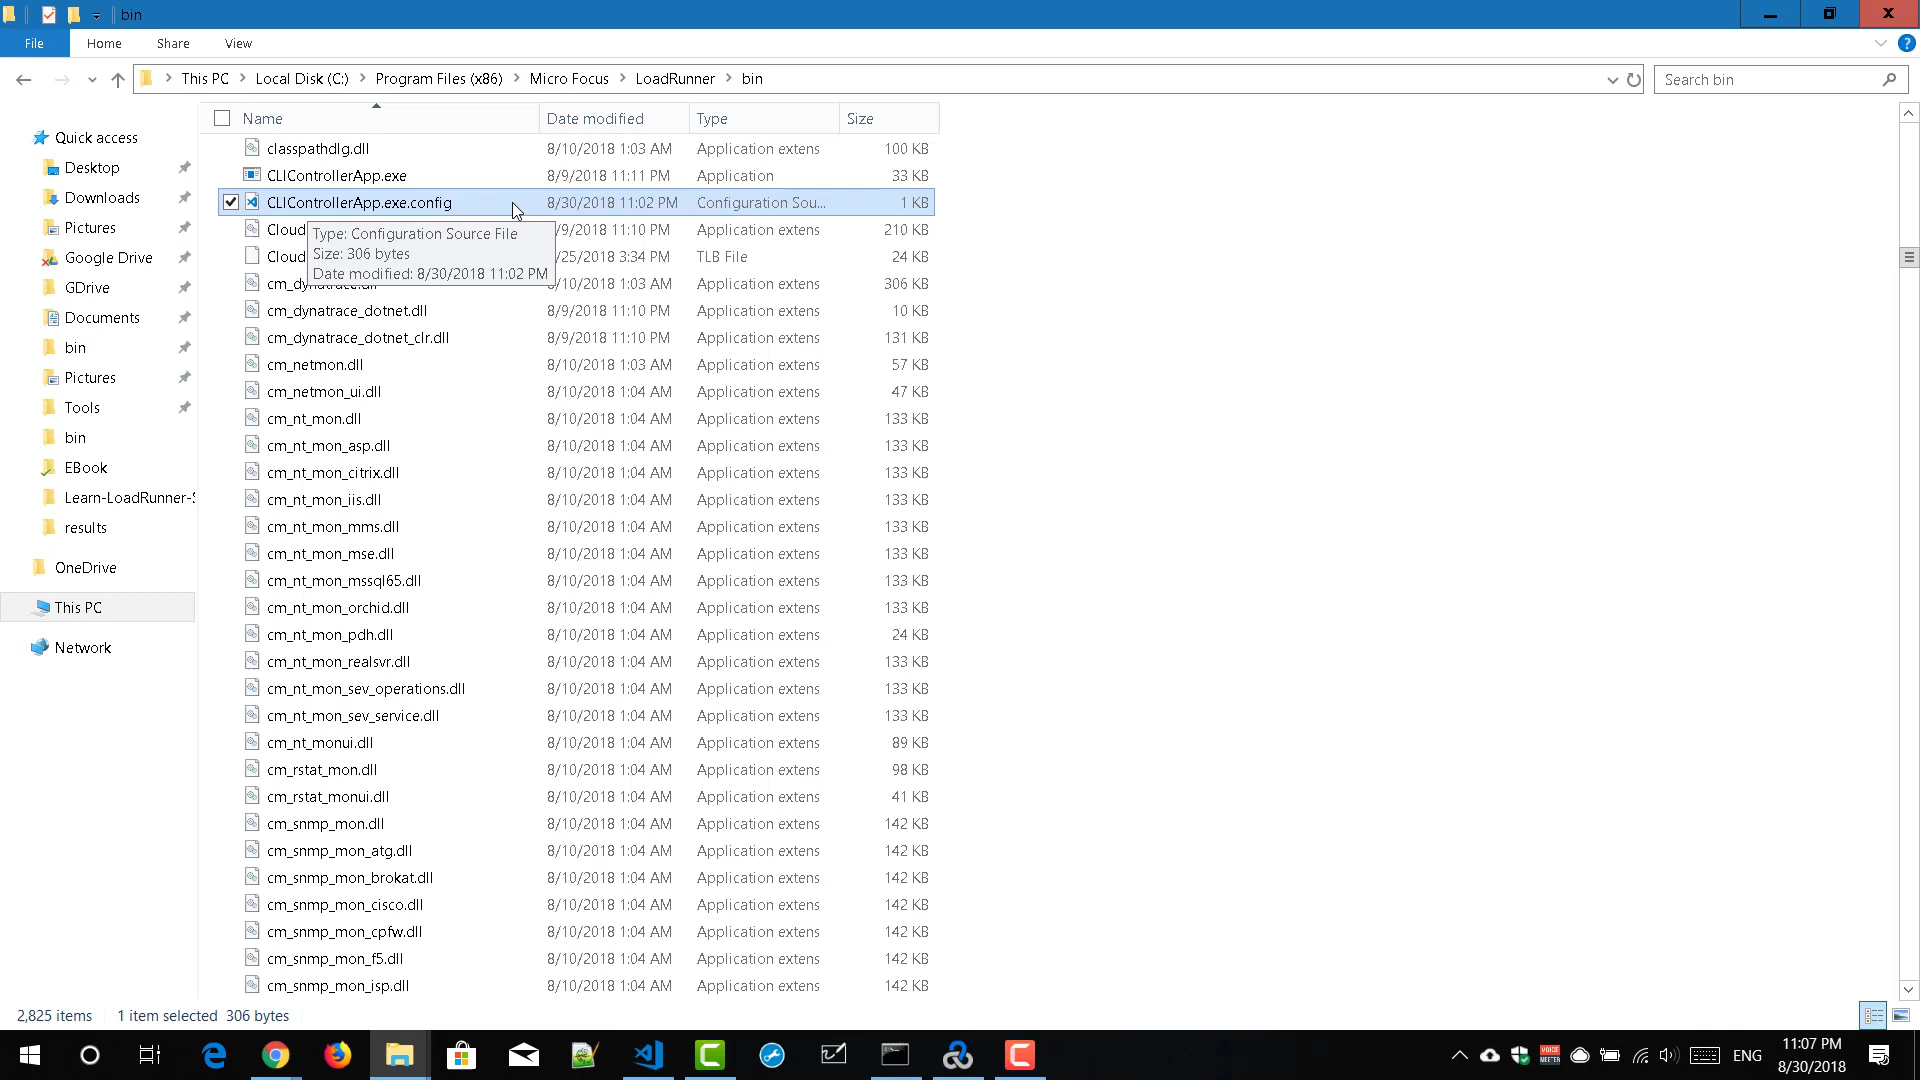 bin
File Home Share View
This PC Local Disk (C:) Program Files (x86) Micro Focus LoadRunner bin
Search bin
Name Date modified Type Size
Quick access
Desktop
Downloads
Pictures
Google Drive
GDrive
Documents
bin
Pictures
Tools
bin
EBook
Learn-LoadRunner-S
results
OneDrive
This PC
Network
classpathdlg.dll 8/10/2018 1:03 AM Application extens 100 KB
CLIControllerApp.exe 8/9/2018 11:11 PM Application 33 KB
CLIControllerApp.exe.config 8/30/2018 11:02 PM Configuration Sou... 1 KB
Cloud /9/2018 11:10 PM Application extens 210 KB
Cloud /25/2018 3:34 PM TLB File 24 KB
Type: Configuration Source File
Size: 306 bytes
Date modified: 8/30/2018 11:02 PM
cm_dynatrace.dll /10/2018 1:03 AM Application extens 306 KB
cm_dynatrace_dotnet.dll 8/9/2018 11:10 PM Application extens 10 KB
cm_dynatrace_dotnet_clr.dll 8/9/2018 11:10 PM Application extens 131 KB
cm_netmon.dll 8/10/2018 1:03 AM Application extens 57 KB
cm_netmon_ui.dll 8/10/2018 1:04 AM Application extens 47 KB
cm_nt_mon.dll 8/10/2018 1:04 AM Application extens 133 KB
cm_nt_mon_asp.dll 8/10/2018 1:04 AM Application extens 133 KB
cm_nt_mon_citrix.dll 8/10/2018 1:04 AM Application extens 133 KB
cm_nt_mon_iis.dll 8/10/2018 1:04 AM Application extens 133 KB
cm_nt_mon_mms.dll 8/10/2018 1:04 AM Application extens 133 KB
cm_nt_mon_mse.dll 8/10/2018 1:04 AM Application extens 133 KB
cm_nt_mon_mssql65.dll 8/10/2018 1:04 AM Application extens 133 KB
cm_nt_mon_orchid.dll 8/10/2018 1:04 AM Application extens 133 KB
cm_nt_mon_pdh.dll 8/10/2018 1:04 AM Application extens 24 KB
cm_nt_mon_realsvr.dll 8/10/2018 1:04 AM Application extens 133 KB
cm_nt_mon_sev_operations.dll 8/10/2018 1:04 AM Application extens 133 KB
cm_nt_mon_sev_service.dll 8/10/2018 1:04 AM Application extens 133 KB
cm_nt_monui.dll 8/10/2018 1:04 AM Application extens 89 KB
cm_rstat_mon.dll 8/10/2018 1:04 AM Application extens 98 KB
cm_rstat_monui.dll 8/10/2018 1:04 AM Application extens 41 KB
cm_snmp_mon.dll 8/10/2018 1:04 AM Application extens 142 KB
cm_snmp_mon_atg.dll 8/10/2018 1:04 AM Application extens 142 KB
cm_snmp_mon_brokat.dll 8/10/2018 1:04 AM Application extens 142 KB
cm_snmp_mon_cisco.dll 8/10/2018 1:04 AM Application extens 142 KB
cm_snmp_mon_cpfw.dll 8/10/2018 1:04 AM Application extens 142 KB
cm_snmp_mon_f5.dll 8/10/2018 1:04 AM Application extens 142 KB
cm_snmp_mon_isp.dll 8/10/2018 1:04 AM Application extens 142 KB
2,825 items 1 item selected 306 bytes
ENG
11:07 PM
8/30/2018